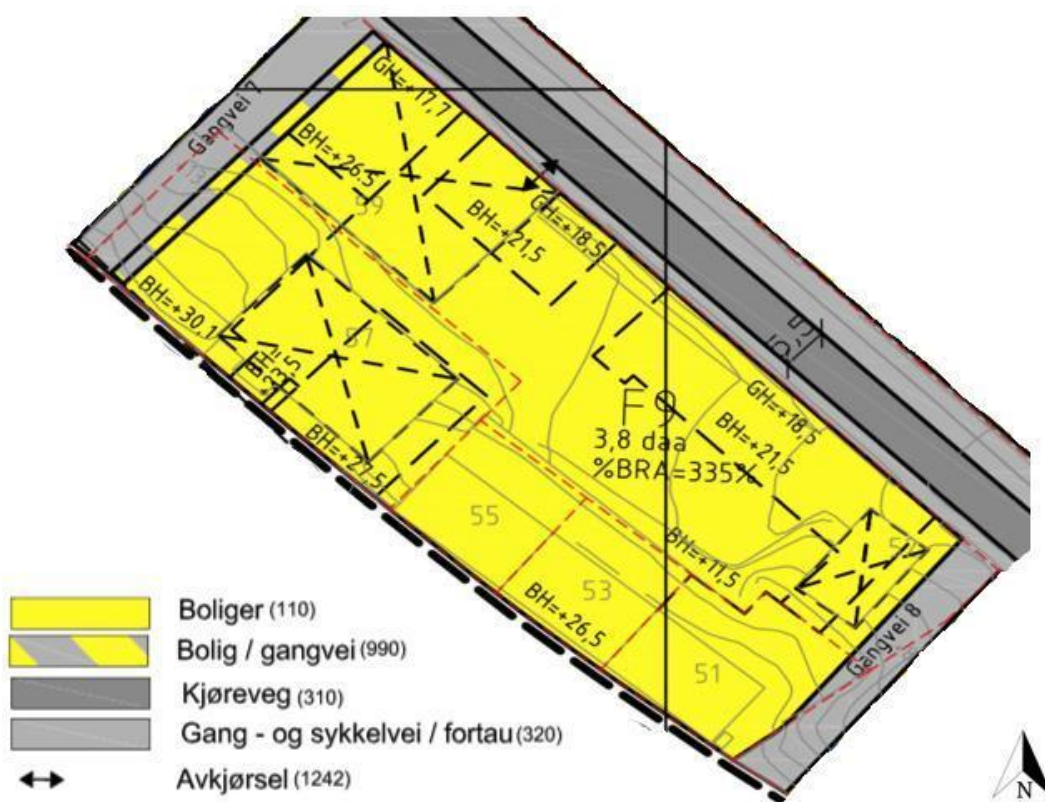 Gangvei 7
GH=+17,7
BH=+26,5
59
BH=+21,5
GH=+18,5
BH=+30,1
57
BH=+27,5
5,5
F9
3,8 daa
%BRA=335%
GH=+18,5
BH=+21,5
55
53
51
BH=+11,5
BH=+26,5
Gangvei 8
Boliger (110)
Bolig / gangvei (990)
Kjøreveg (310)
Gang - og sykkelvei / fortau (320)
Avkjørsel (1242)
N